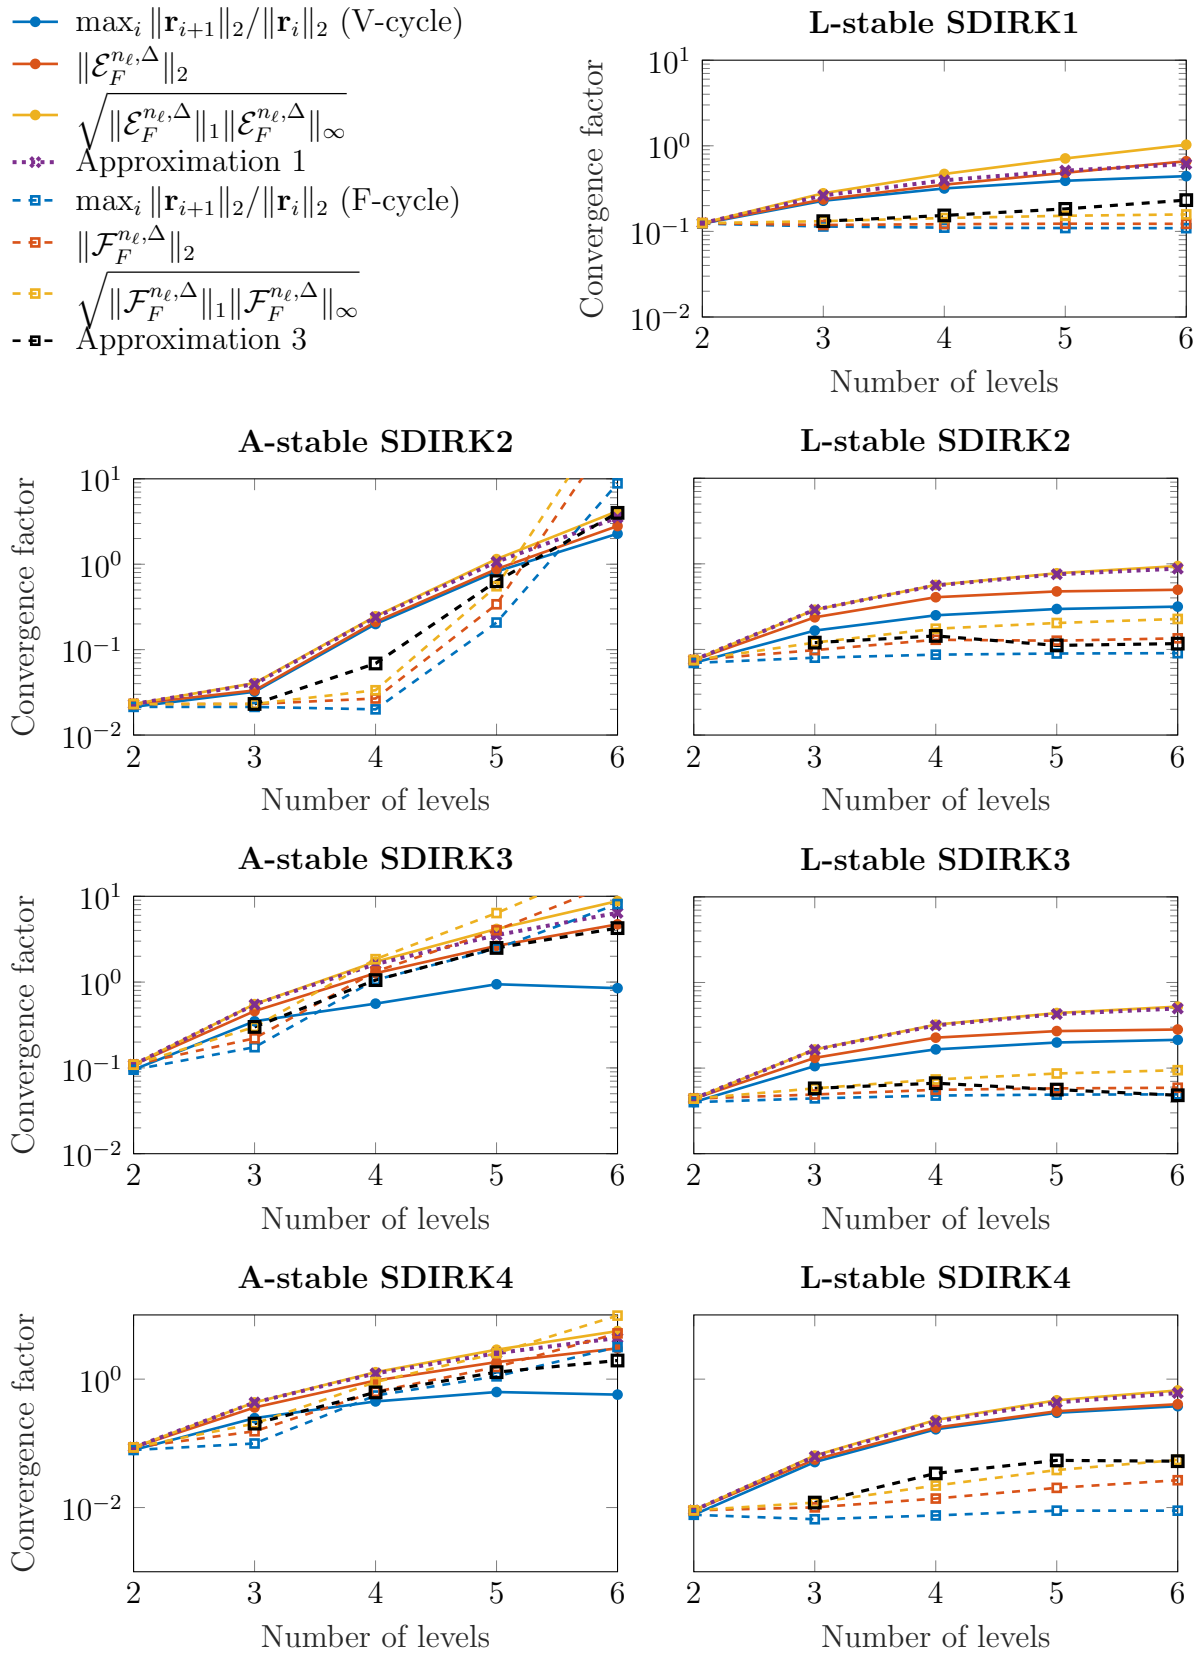 max_i ‖r_{i+1}‖_2/‖r_i‖_2 (V-cycle)
‖ℰ_F^{n_ℓ,Δ}‖_2
√(‖ℰ_F^{n_ℓ,Δ}‖_1‖ℰ_F^{n_ℓ,Δ}‖_∞)
Approximation 1
max_i ‖r_{i+1}‖_2/‖r_i‖_2 (F-cycle)
‖ℱ_F^{n_ℓ,Δ}‖_2
√(‖ℱ_F^{n_ℓ,Δ}‖_1‖ℱ_F^{n_ℓ,Δ}‖_∞)
Approximation 3
L-stable SDIRK1
Convergence factor
10^1
10^0
10^{−1}
10^{−2}
2 3 4 5 6
Number of levels
A-stable SDIRK2
Convergence factor
10^1
10^0
10^{−1}
10^{−2}
2 3 4 5 6
Number of levels
L-stable SDIRK2
2 3 4 5 6
Number of levels
A-stable SDIRK3
Convergence factor
10^1
10^0
10^{−1}
10^{−2}
2 3 4 5 6
Number of levels
L-stable SDIRK3
2 3 4 5 6
Number of levels
A-stable SDIRK4
Convergence factor
10^0
10^{−2}
2 3 4 5 6
Number of levels
L-stable SDIRK4
2 3 4 5 6
Number of levels